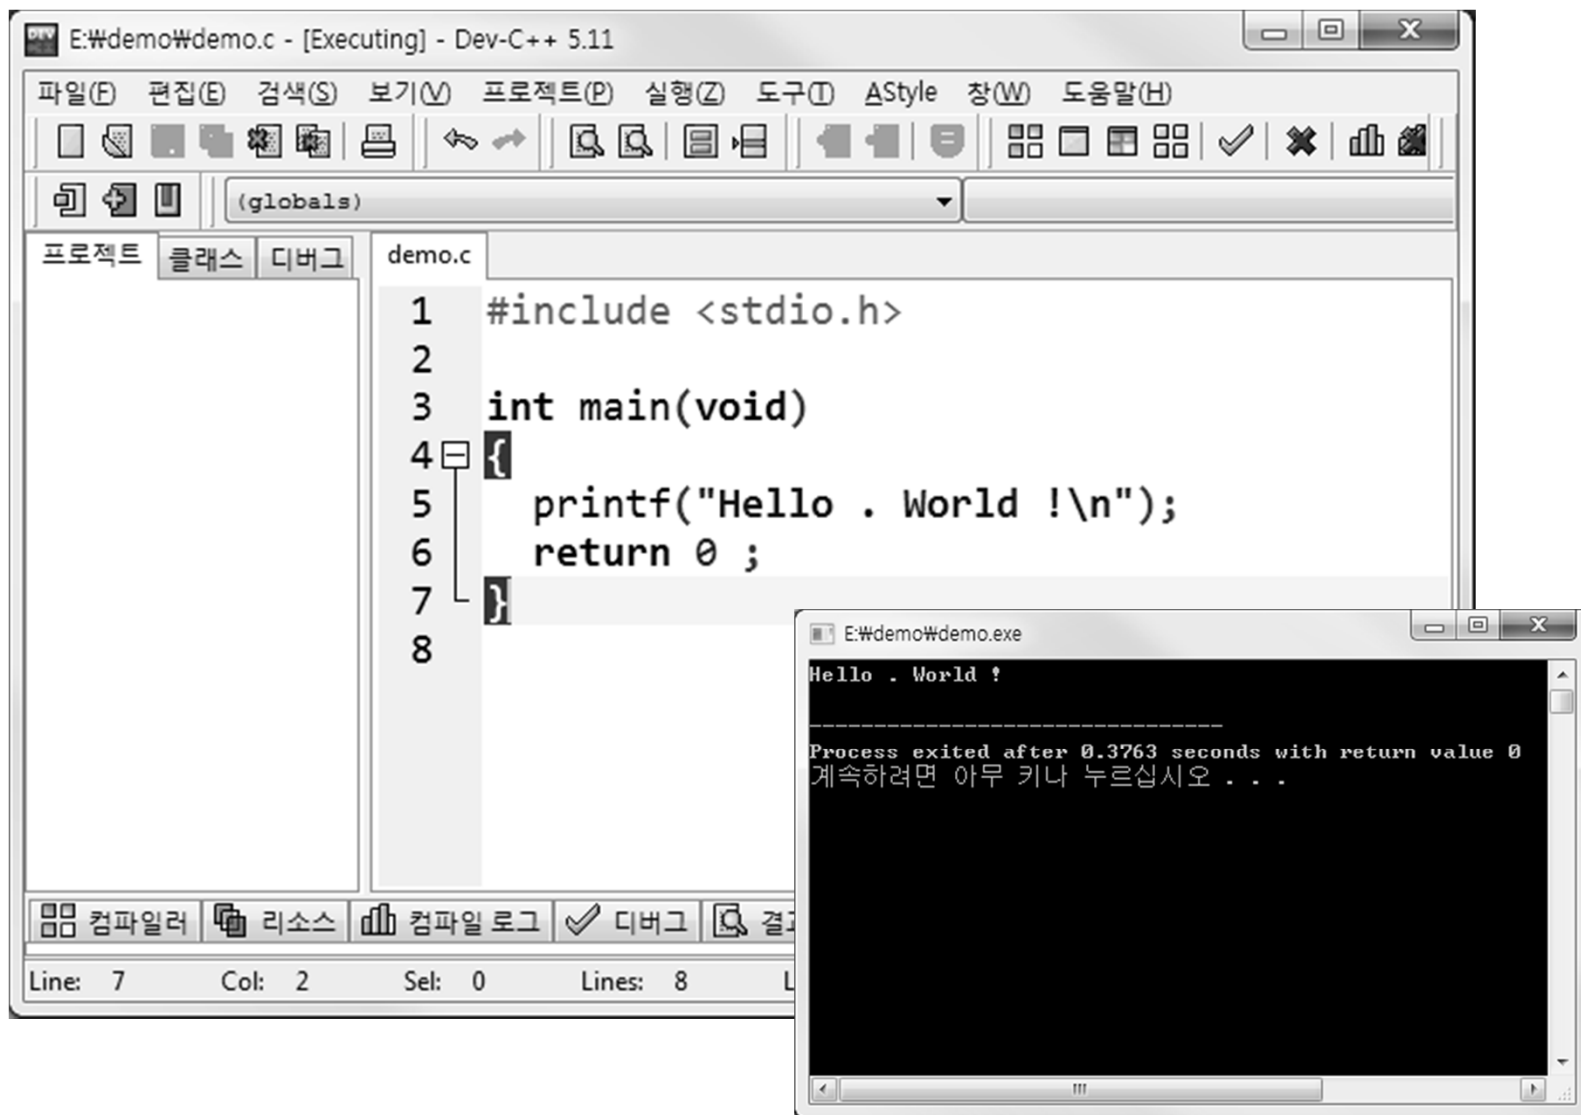 E:₩demo₩demo.c - [Executing] - Dev-C++ 5.11
파일(F) 편집(E) 검색(S) 보기(V) 프로젝트(P) 실행(Z) 도구(T) AStyle 창(W) 도움말(H)
(globals)
프로젝트 클래스 디버그 demo.c
1 #include <stdio.h>
2
3 int main(void)
4 {
5 printf("Hello . World !\n");
6 return 0 ;
7 }
8
컴파일러 리소스 컴파일 로그 디버그
Line: 7 Col: 2 Sel: 0 Lines: 8
E:₩demo₩demo.exe
Hello . World !
--------------------------------
Process exited after 0.3763 seconds with return value 0
계속하려면 아무 키나 누르십시오 . . .